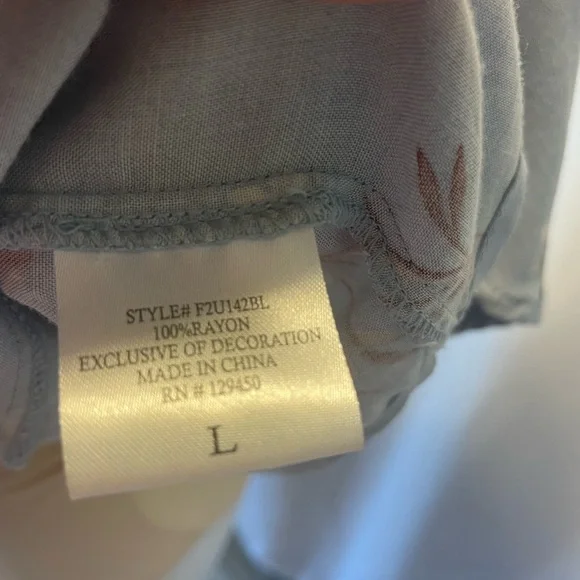 STYLE# F2U142BL
100%RAYON
EXCLUSIVE OF DECORATION
MADE IN CHINA
RN # 129450
L